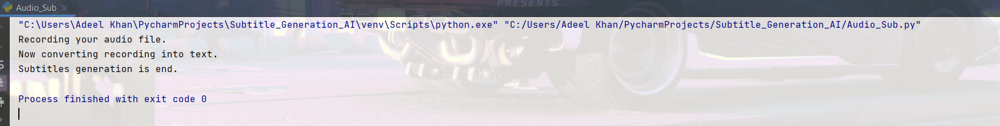 PRESENTS
Audio_Sub
"C:\Users\Adeel Khan\PycharmProjects\Subtitle_Generation_AI\venv\Scripts\python.exe" "C:/Users/Adeel Khan/PycharmProjects/Subtitle_Generation_AI/Audio_Sub.py"
Recording your audio file.
Now converting recording into text.
Subtitles generation is end.
Process finished with exit code 0